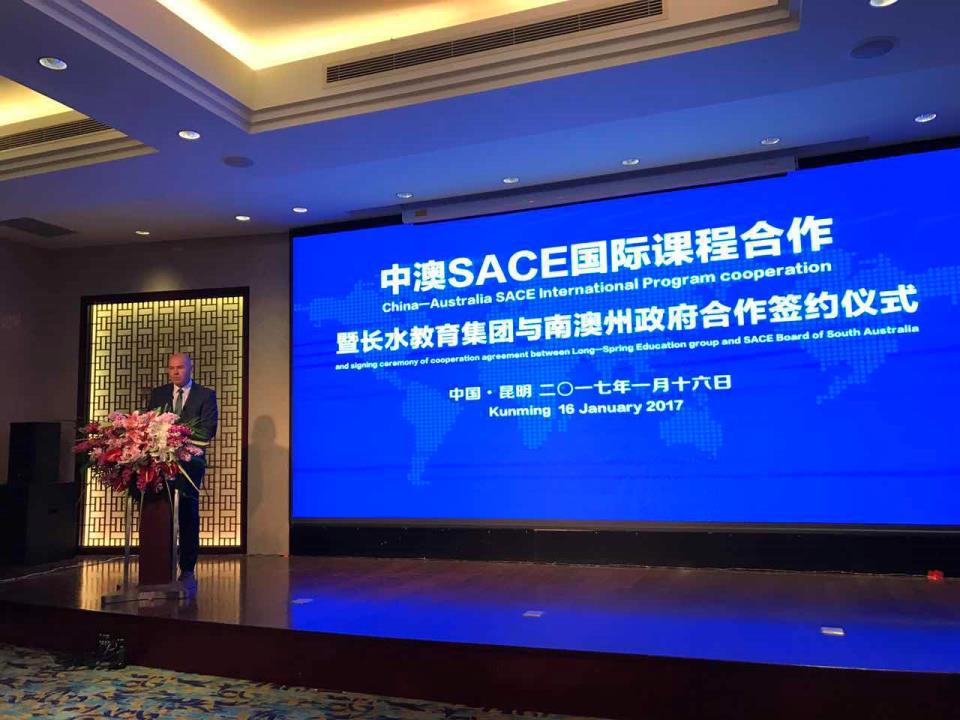 中澳SACE国际课程合作
China—Australia SACE International Program cooperation
暨长水教育集团与南澳州政府合作签约仪式
and signing ceremony of cooperation agreement between Long—Spring Education group and SACE Board of South Australia
中国·昆明 二〇一七年一月十六日
Kunming 16 January 2017